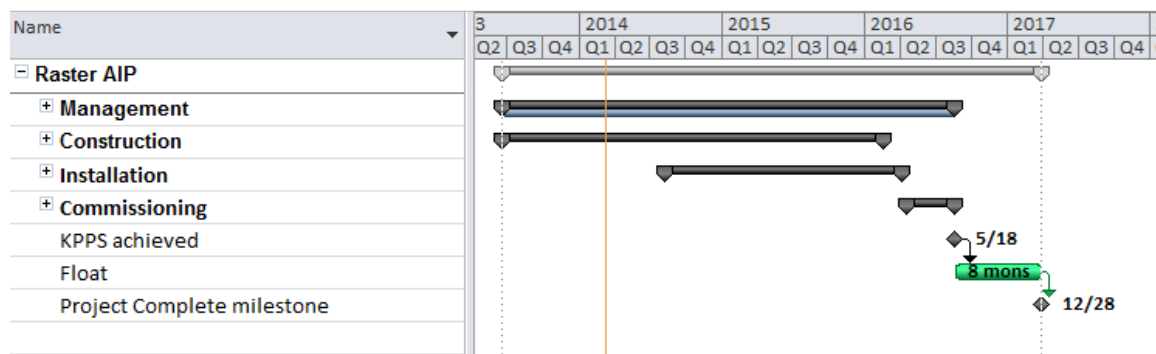 Name 3 2014 2015 2016 2017
Q2 Q3 Q4 Q1 Q2 Q3 Q4 Q1 Q2 Q3 Q4 Q1 Q2 Q3 Q4 Q1 Q2 Q3 Q4
Raster AIP
Management
Construction
Installation
Commissioning
KPPS achieved 5/18
Float 8 mons
Project Complete milestone 12/28